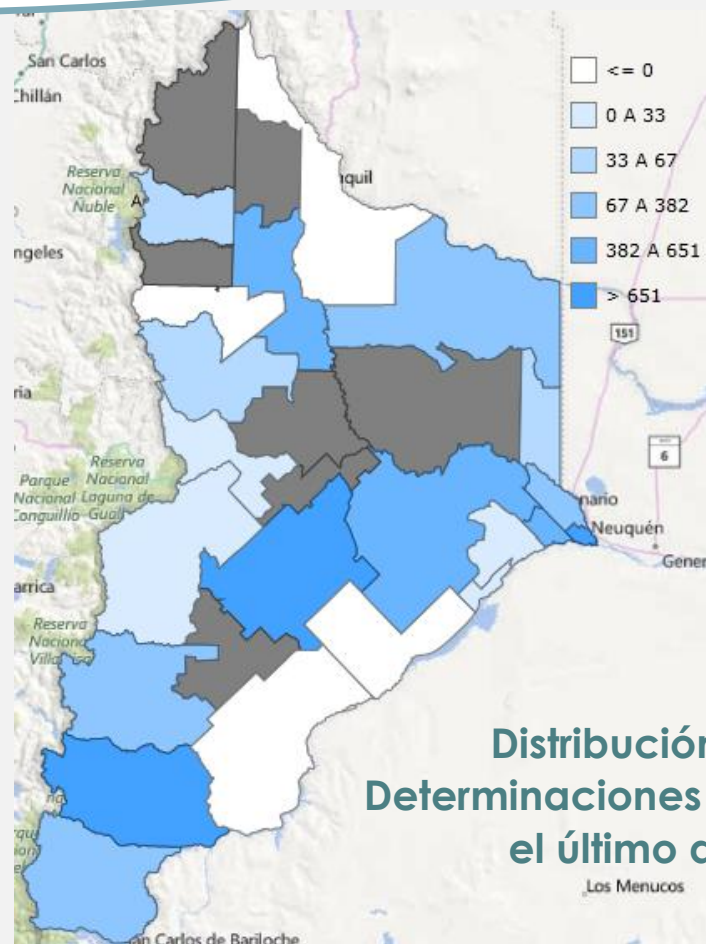 San Carlos
Chillán
Reserva
Nacional
Ñuble
A
quil
ngeles
<= 0
0 A 33
33 A 67
67 A 382
382 A 651
> 651
151
ria
6
Reserva
Parque Nacional
Nacional Laguna de
Conguillío
nario
Neuquén
Gener
arrica
Reserva
Naciona
Distribución
Determinaciones
el último a
Los Menucos
an Carlos de Bariloche